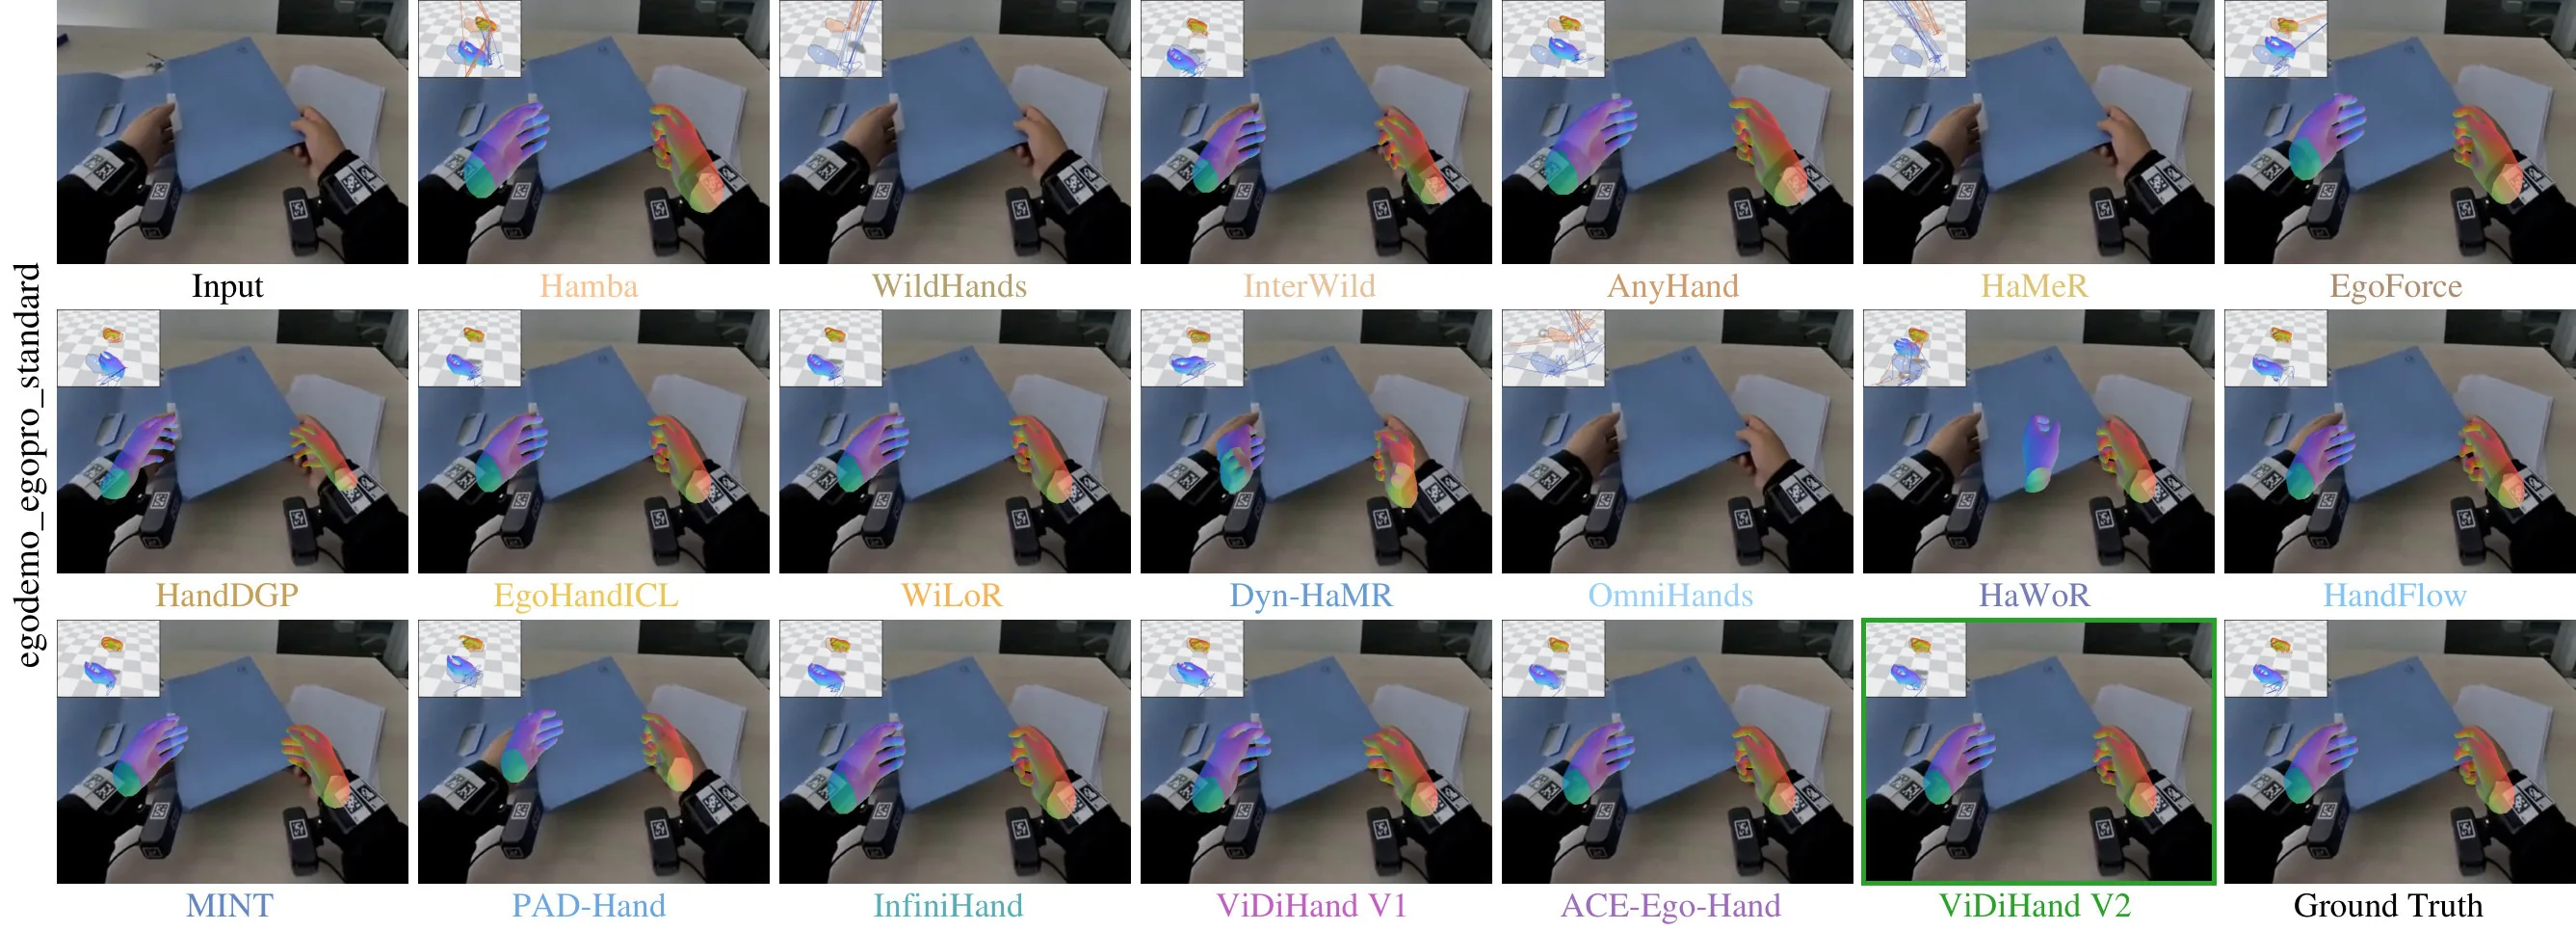 egodemo_egopro_standard
Input
Hamba
WildHands
InterWild
AnyHand
HaMeR
EgoForce
HandDGP
EgoHandICL
WiLoR
Dyn-HaMR
OmniHands
HaWoR
HandFlow
MINT
PAD-Hand
InfiniHand
ViDiHand V1
ACE-Ego-Hand
ViDiHand V2
Ground Truth